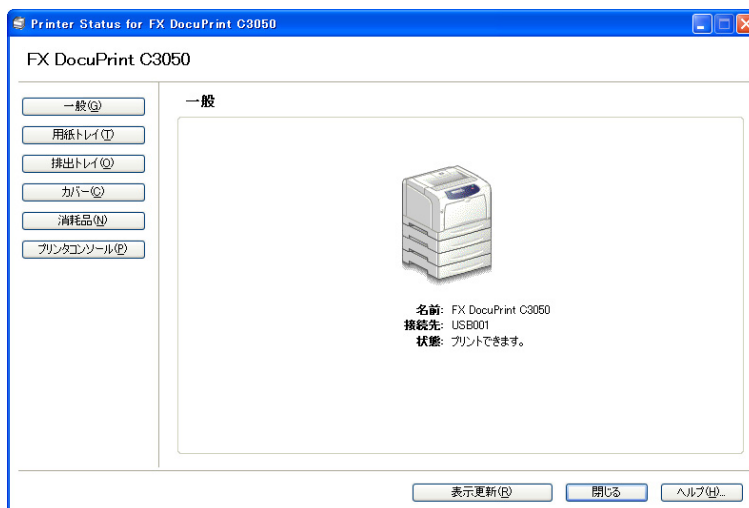 Printer Status for FX DocuPrint C3050
FX DocuPrint C3050
一般(G)
用紙トレイ(T)
排出トレイ(O)
カバー(C)
消耗品(N)
プリンタコンソール(P)
一般
名前: FX DocuPrint C3050
接続先: USB001
状態: プリントできます。
表示更新(R)
閉じる
ヘルプ(H)...